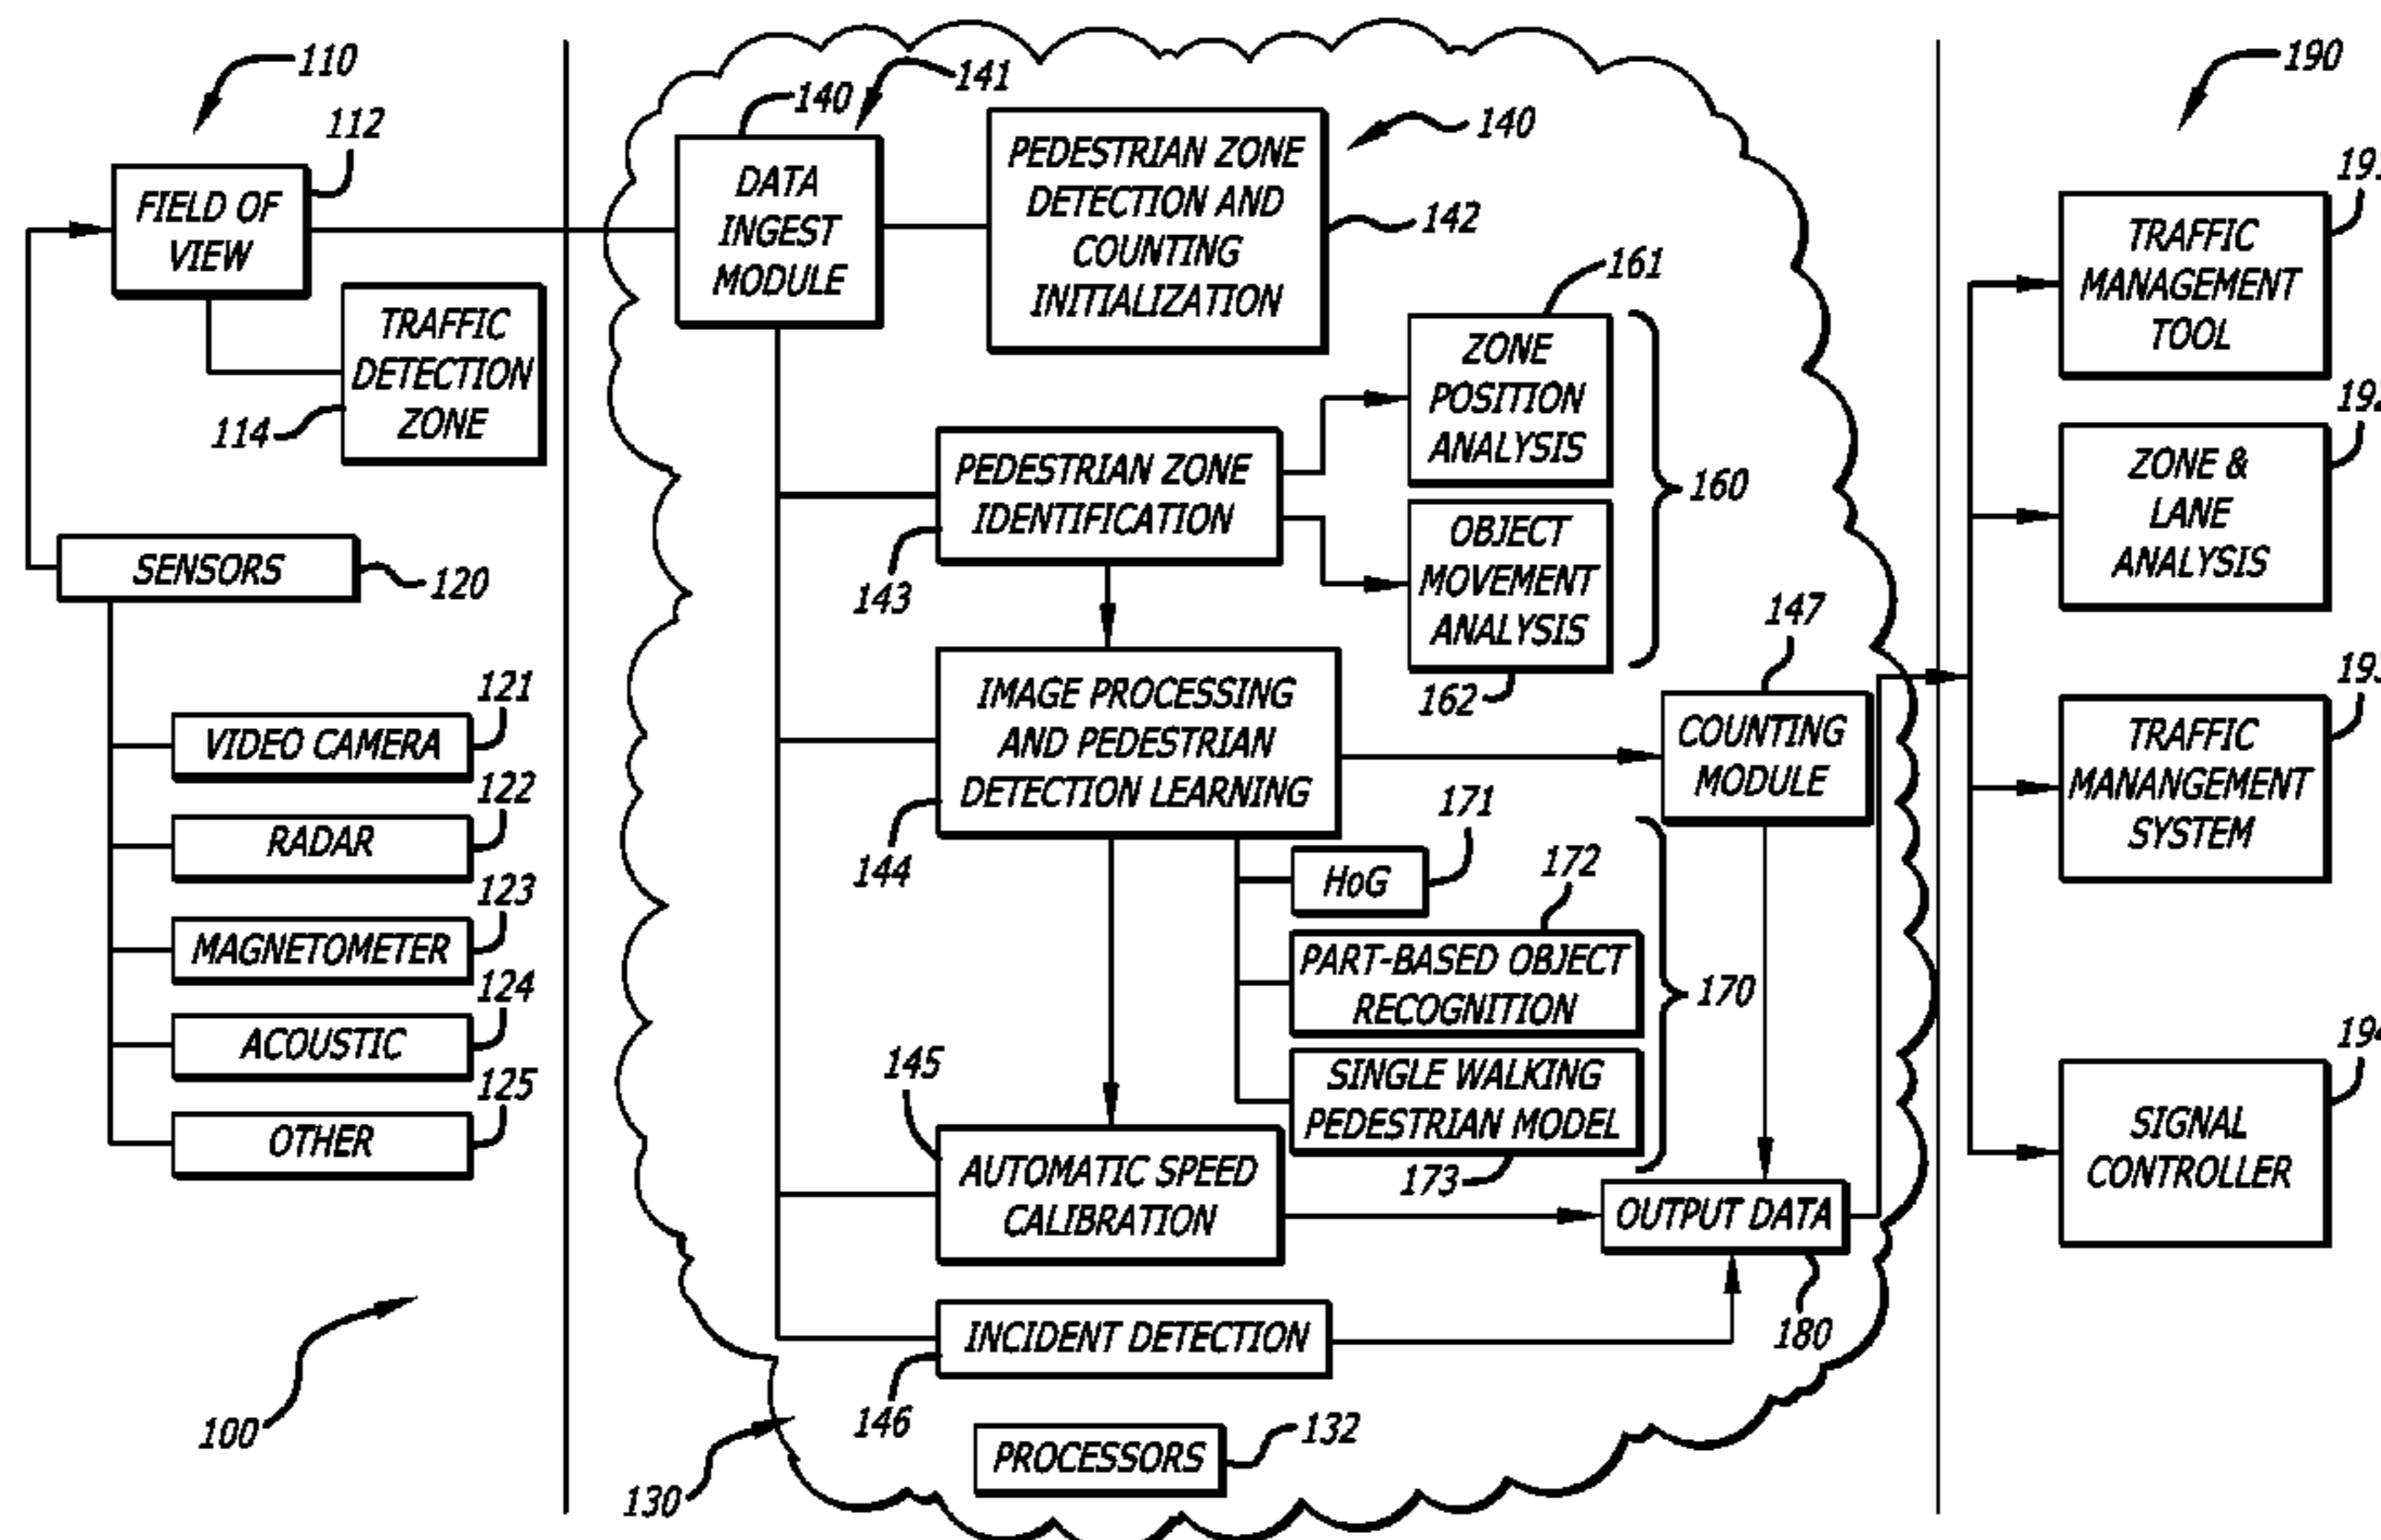 110
112
FIELD OF
VIEW
TRAFFIC
DETECTION
ZONE
114
SENSORS
120
121
VIDEO CAMERA
122
RADAR
123
MAGNETOMETER
124
ACOUSTIC
125
OTHER
100
140
141
DATA
INGEST
MODULE
PEDESTRIAN ZONE
DETECTION AND
COUNTING
INITIALIZATION
140
142
161
ZONE
POSITION
ANALYSIS
160
PEDESTRIAN ZONE
IDENTIFICATION
143
OBJECT
MOVEMENT
ANALYSIS
162
147
IMAGE PROCESSING
AND PEDESTRIAN
DETECTION LEARNING
144
COUNTING
MODULE
171
HoG
172
PART-BASED OBJECT
RECOGNITION
170
SINGLE WALKING
PEDESTRIAN MODEL
173
145
AUTOMATIC SPEED
CALIBRATION
OUTPUT DATA
180
INCIDENT DETECTION
146
PROCESSORS
132
130
190
191
TRAFFIC
MANAGEMENT
TOOL
192
ZONE &
LANE
ANALYSIS
193
TRAFFIC
MANANGEMENT
SYSTEM
194
SIGNAL
CONTROLLER